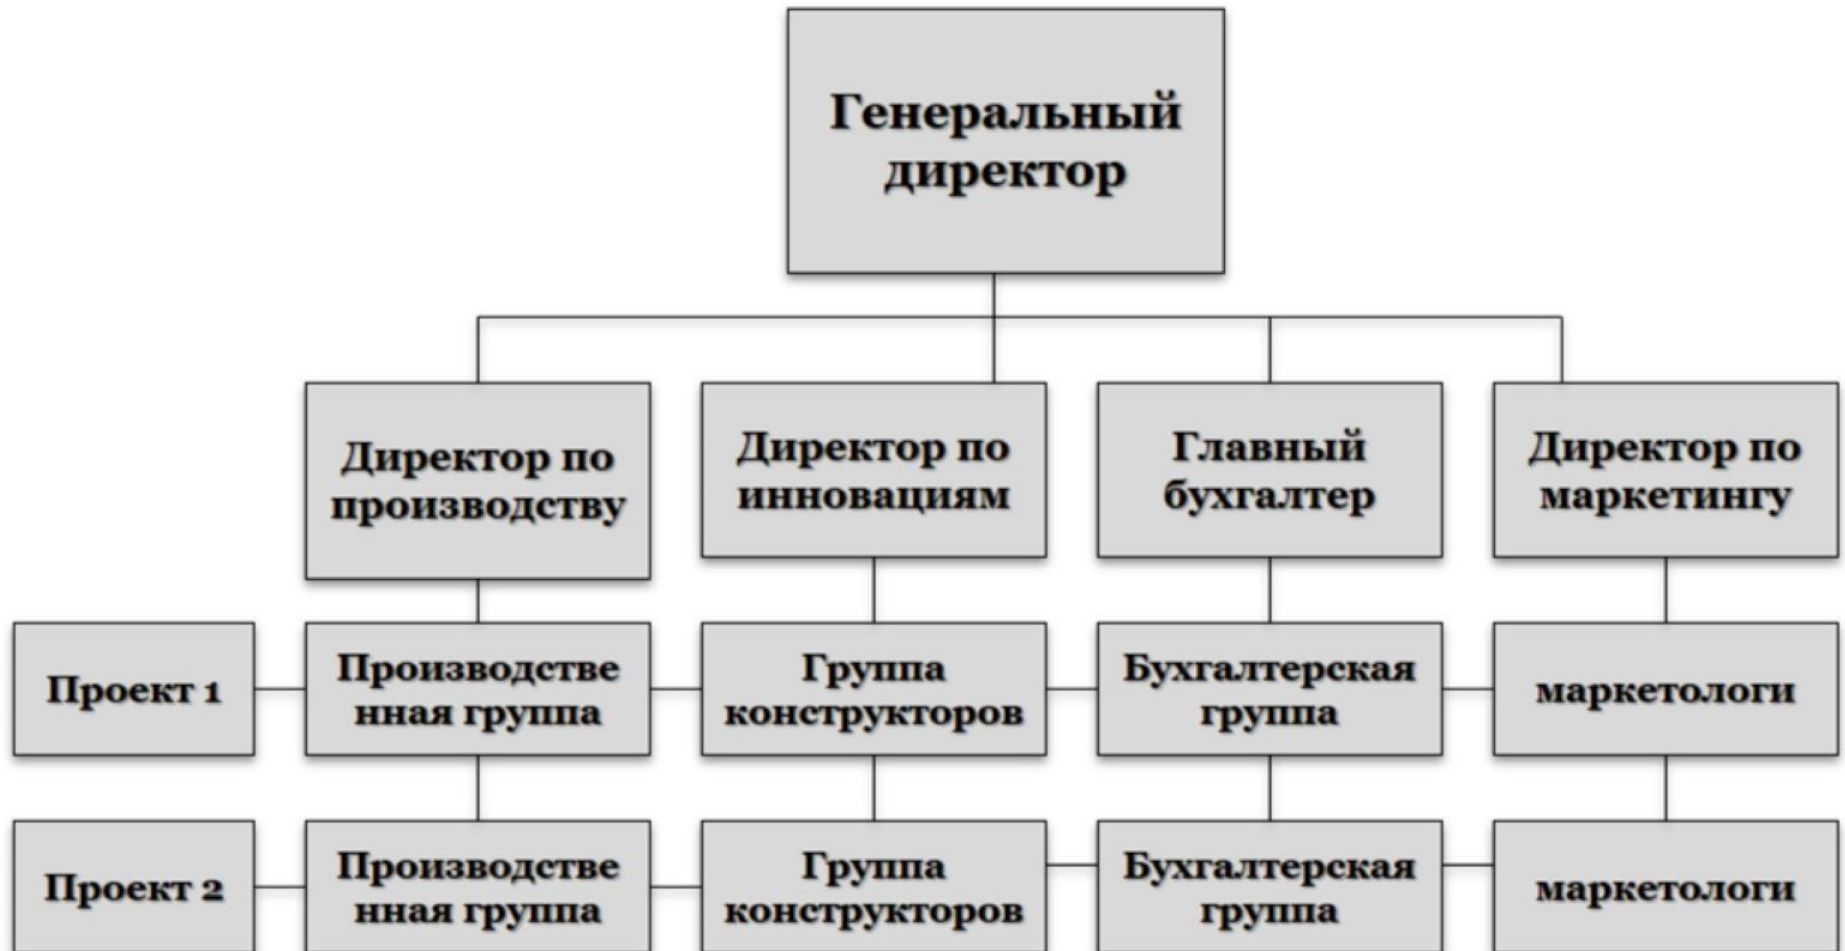 Генеральный
директор
Директор по
производству
Директор по
инновациям
Главный
бухгалтер
Директор по
маркетингу
Проект 1
Производстве
нная группа
Группа
конструкторов
Бухгалтерская
группа
маркетологи
Проект 2
Производстве
нная группа
Группа
конструкторов
Бухгалтерская
группа
маркетологи